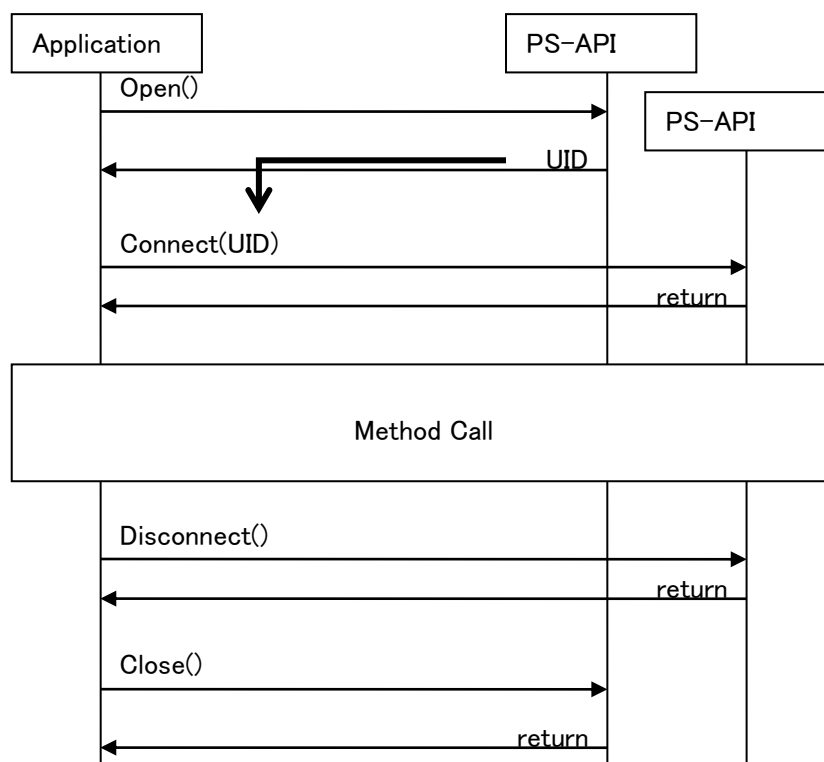 Application
PS-API
Open()
PS-API
UID
Connect(UID)
return
Method Call
Disconnect()
return
Close()
return